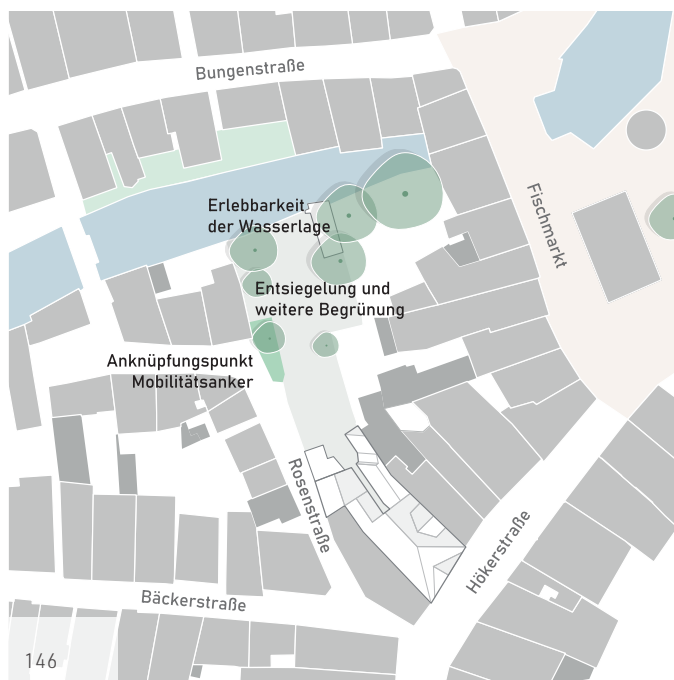 Bungenstraße
Fischmarkt
Erlebbarkeit
der Wasserlage
Entsiegelung und
weitere Begrünung
Anknüpfungspunkt
Mobilitätsanker
Rosenstraße
Hökerstraße
Bäckerstraße
146